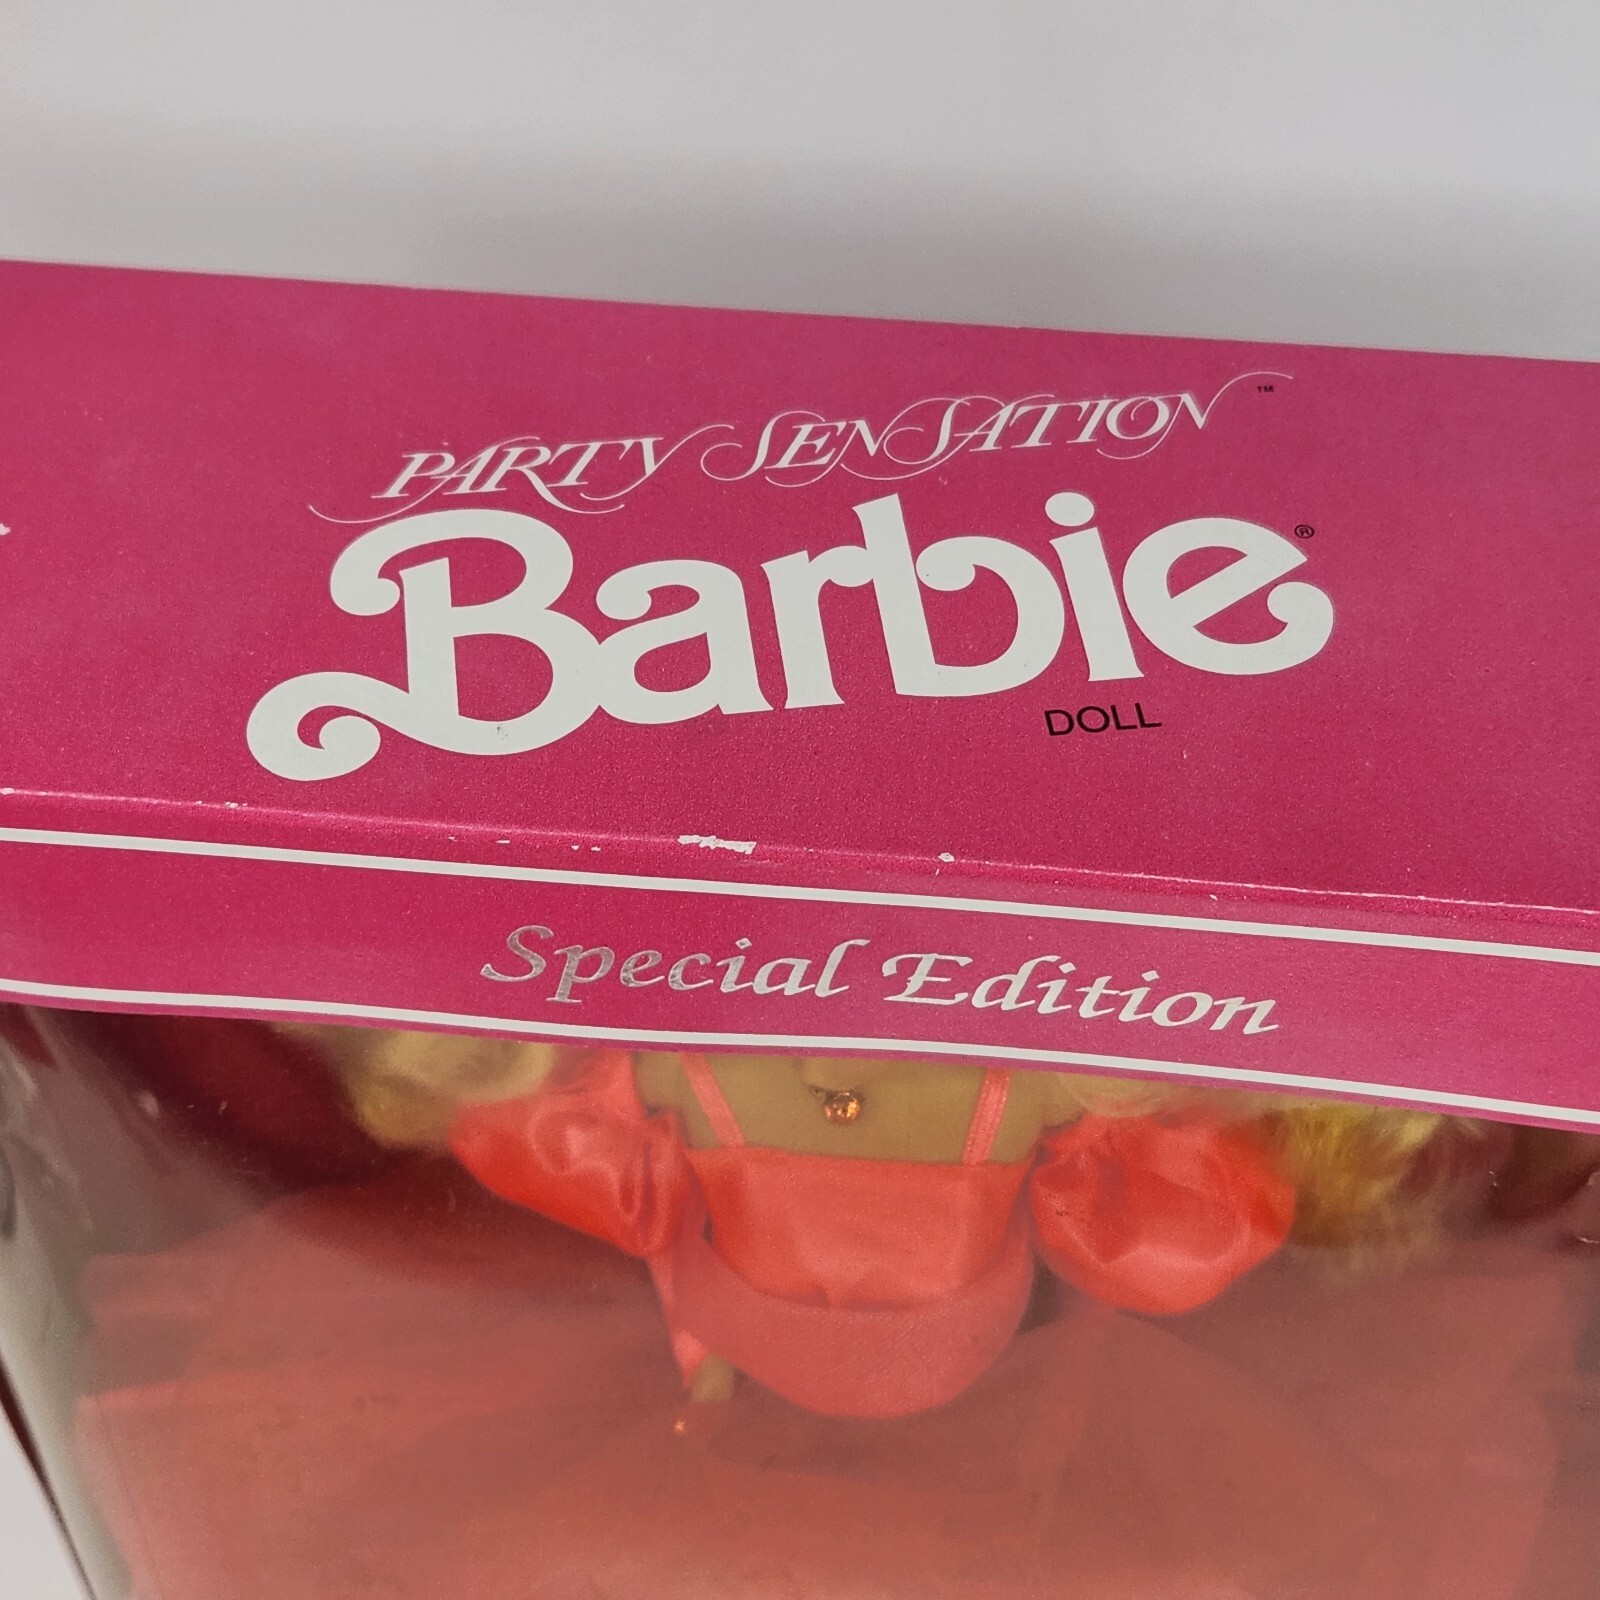 PARTY SENSATION™
Barbie®
DOLL
Special Edition